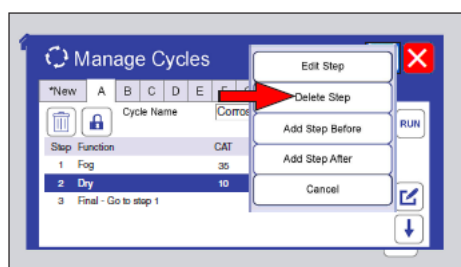 Manage Cycles
*New A B C D E F
Cycle Name Corros
RUN
Step Function CAT
1 Fog 35
2 Dry 10
3 Final - Go to step 1
Edit Step
Delete Step
Add Step Before
Add Step After
Cancel